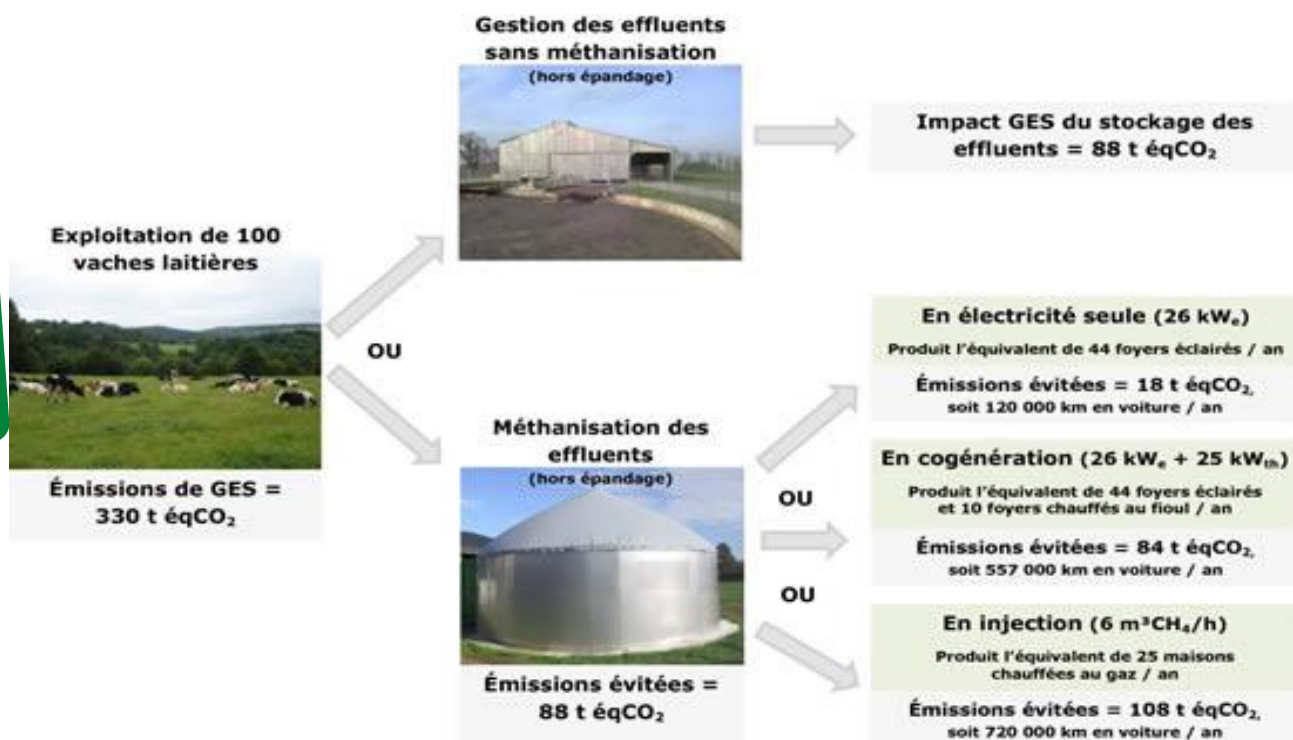 Gestion des effluents
sans méthanisation
(hors épandage)
Impact GES du stockage des
effluents = 88 t éqCO₂
Exploitation de 100
vaches laitières
Émissions de GES =
330 t éqCO₂
OU
Méthanisation des
effluents
(hors épandage)
Émissions évitées =
88 t éqCO₂
OU
OU
En électricité seule (26 kWₑ)
Produit l'équivalent de 44 foyers éclairés / an
Émissions évitées = 18 t éqCO₂,
soit 120 000 km en voiture / an
En cogénération (26 kWₑ + 25 kWₜₕ)
Produit l'équivalent de 44 foyers éclairés
et 10 foyers chauffés au fioul / an
Émissions évitées = 84 t éqCO₂,
soit 557 000 km en voiture / an
En injection (6 m³CH₄/h)
Produit l'équivalent de 25 maisons
chauffées au gaz / an
Émissions évitées = 108 t éqCO₂,
soit 720 000 km en voiture / an